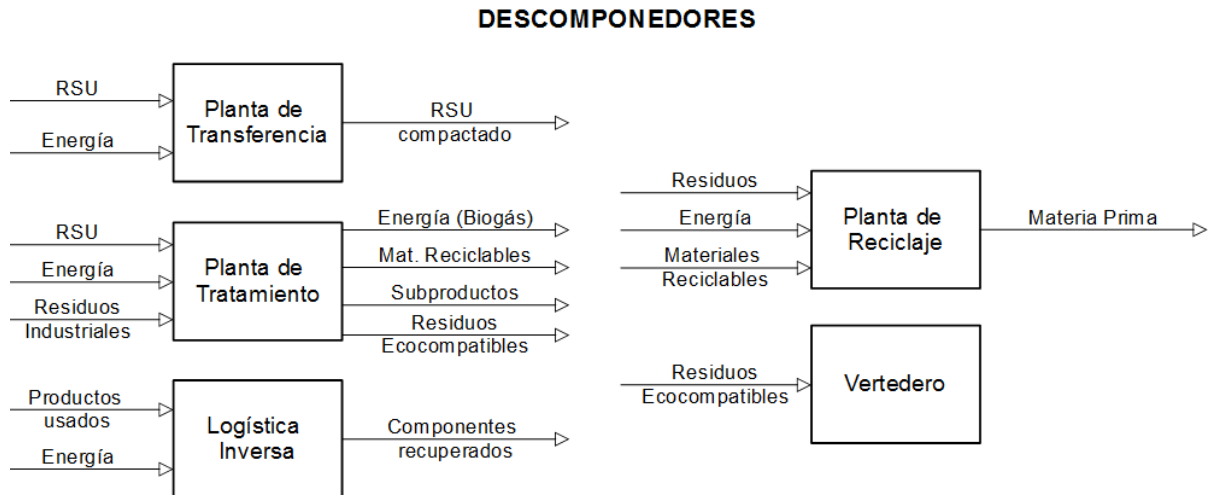 DESCOMPONEDORES
RSU
Energía
Planta de
Transferencia
RSU
compactado
RSU
Energía
Residuos
Industriales
Planta de
Tratamiento
Energía (Biogás)
Mat. Reciclables
Subproductos
Residuos
Ecocompatibles
Productos
usados
Energía
Logística
Inversa
Componentes
recuperados
Residuos
Energía
Materiales
Reciclables
Planta de
Reciclaje
Materia Prima
Residuos
Ecocompatibles
Vertedero